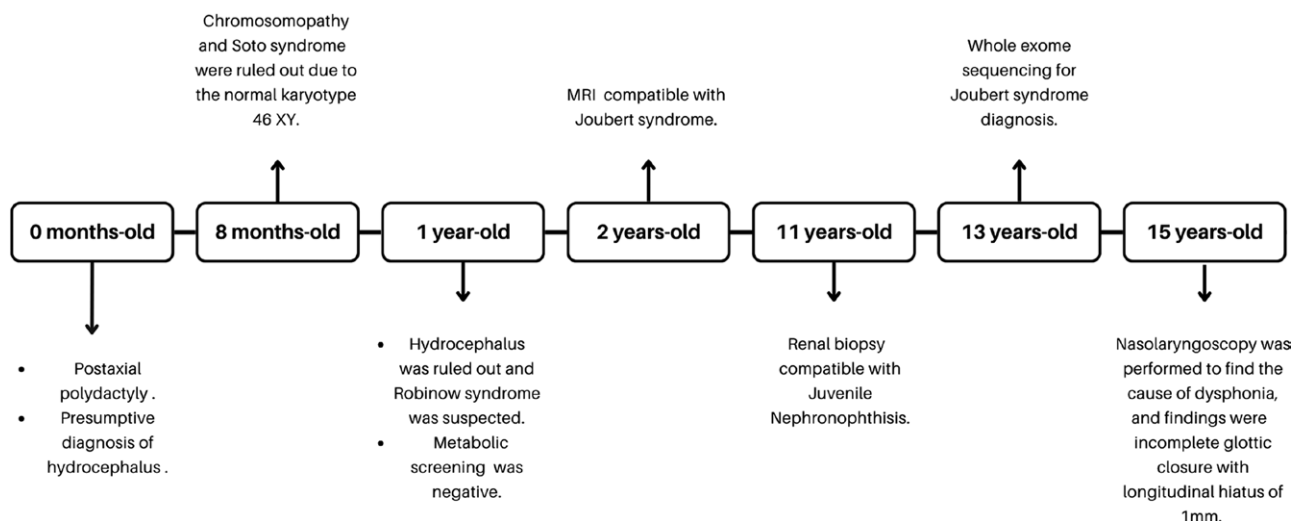 Chromosomopathy
and Soto syndrome
were ruled out due to
the normal karyotype
46 XY.
MRI compatible with
Joubert syndrome.
Whole exome
sequencing for
Joubert syndrome
diagnosis.
0 months-old
8 months-old
1 year-old
2 years-old
11 years-old
13 years-old
15 years-old
• Postaxial
polydactyly .
• Presumptive
diagnosis of
hydrocephalus .
• Hydrocephalus
was ruled out and
Robinow syndrome
was suspected.
• Metabolic
screening was
negative.
Renal biopsy
compatible with
Juvenile
Nephronophthisis.
Nasolaryngoscopy was
performed to find the
cause of dysphonia,
and findings were
incomplete glottic
closure with
longitudinal hiatus of
1mm.